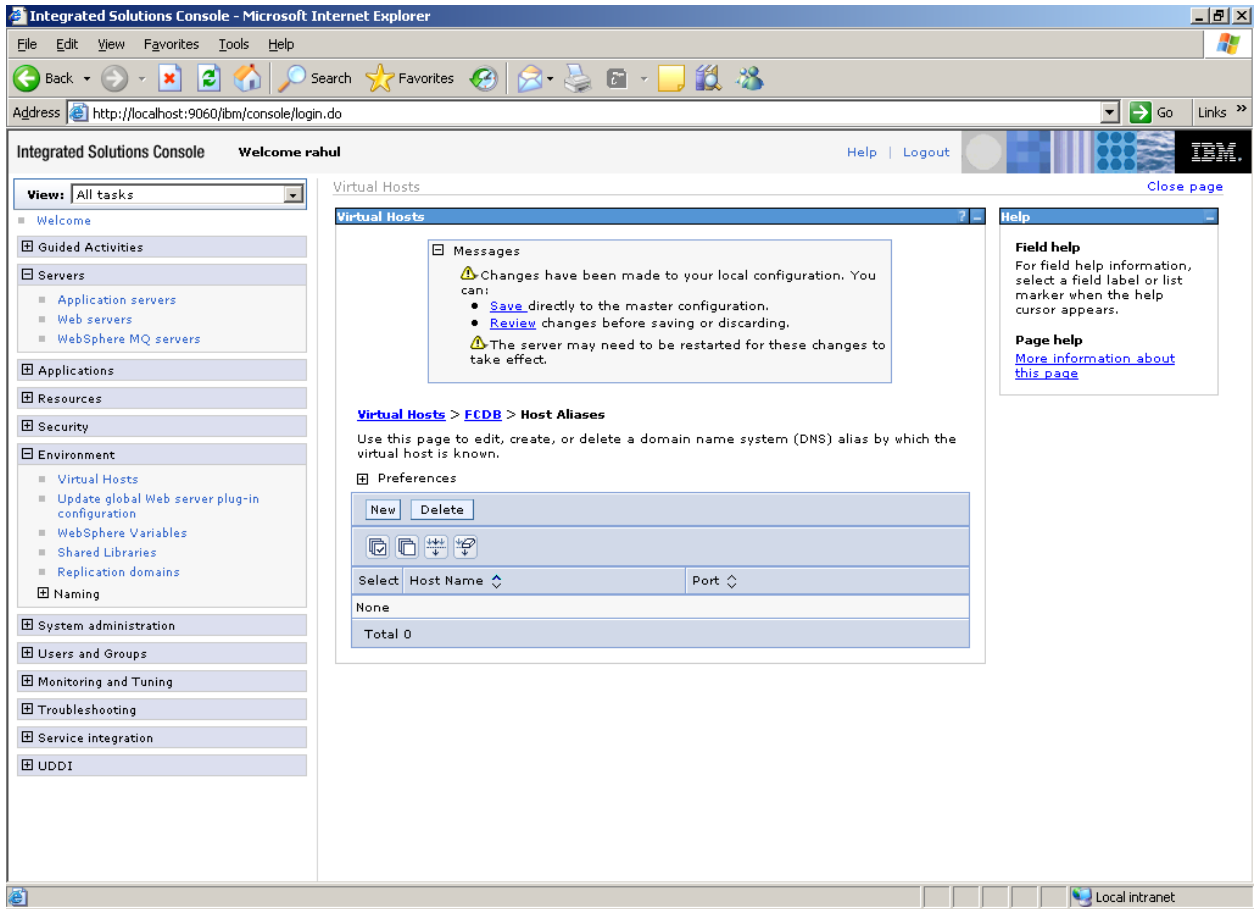 Integrated Solutions Console - Microsoft Internet Explorer
File Edit View Favorites Tools Help
Back Search Favorites
Address http://localhost:9060/ibm/console/login.do Go Links »
Integrated Solutions Console Welcome rahul Help | Logout IBM.
View: All tasks
Welcome
Guided Activities
Servers
Application servers
Web servers
WebSphere MQ servers
Applications
Resources
Security
Environment
Virtual Hosts
Update global Web server plug-in
configuration
WebSphere Variables
Shared Libraries
Replication domains
Naming
System administration
Users and Groups
Monitoring and Tuning
Troubleshooting
Service integration
UDDI
Virtual Hosts Close page
Virtual Hosts ? _
Messages
Changes have been made to your local configuration. You
can:
Save directly to the master configuration.
Review changes before saving or discarding.
The server may need to be restarted for these changes to
take effect.
Virtual Hosts > FCDB > Host Aliases
Use this page to edit, create, or delete a domain name system (DNS) alias by which the
virtual host is known.
Preferences
New Delete
Select Host Name Port
None
Total 0
Help
Field help
For field help information,
select a field label or list
marker when the help
cursor appears.
Page help
More information about
this page
Local intranet